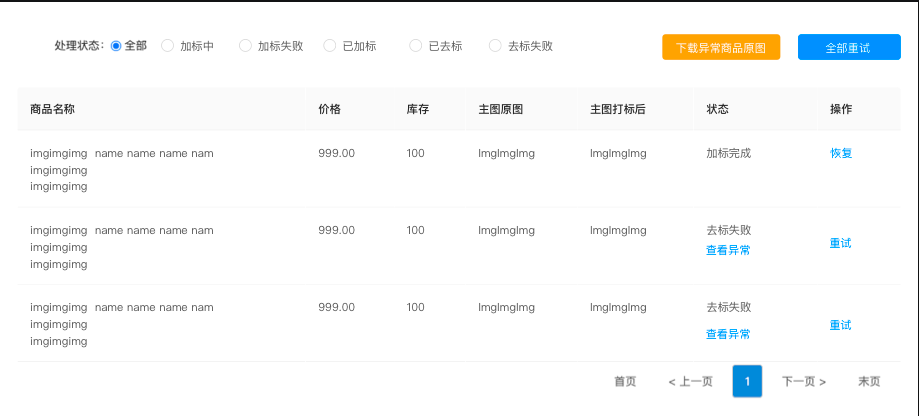 处理状态： 全部 加标中 加标失败 已加标 已去标 去标失败 下载异常商品原图 全部重试
商品名称 价格 库存 主图原图 主图打标后 状态 操作
imgimgimg name name name nam 999.00 100 ImgImgImg ImgImgImg 加标完成 恢复
imgimgimg
imgimgimg
imgimgimg name name name nam 999.00 100 ImgImgImg ImgImgImg 去标失败
imgimgimg 查看异常 重试
imgimgimg
imgimgimg name name name nam 999.00 100 ImgImgImg ImgImgImg 去标失败
imgimgimg 重试
imgimgimg 查看异常
首页 < 上一页 1 下一页 > 末页